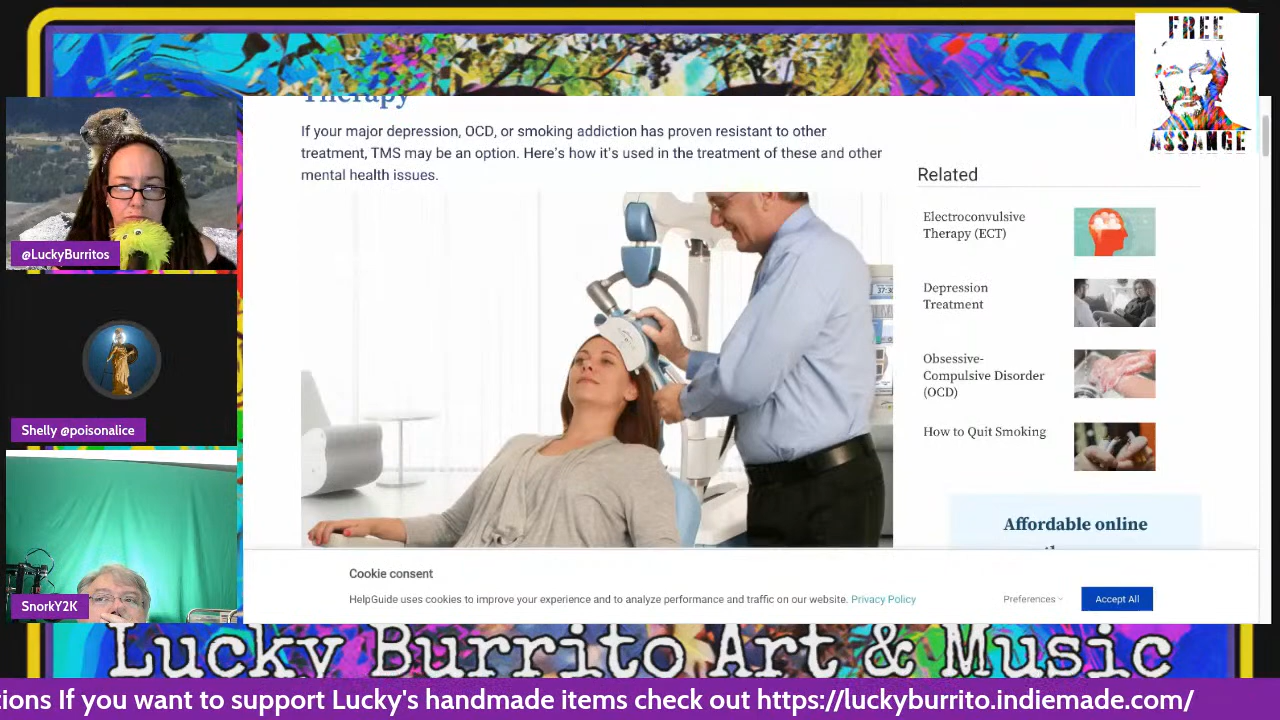 FREE
ASSANGE
Therapy
If your major depression, OCD, or smoking addiction has proven resistant to other
treatment, TMS may be an option. Here's how it's used in the treatment of these and other
mental health issues.
Related
Electroconvulsive
Therapy (ECT)
Depression
Treatment
Obsessive-
Compulsive Disorder
(OCD)
How to Quit Smoking
Affordable online
@LuckyBurritos
Shelly @poisonalice
SnorkY2K
Cookie consent
HelpGuide uses cookies to improve your experience and to analyze performance and traffic on our website. Privacy Policy
Preferences
Accept All
Lucky Burrito Art & Music
tions If you want to support Lucky's handmade items check out https://luckyburrito.indiemade.com/